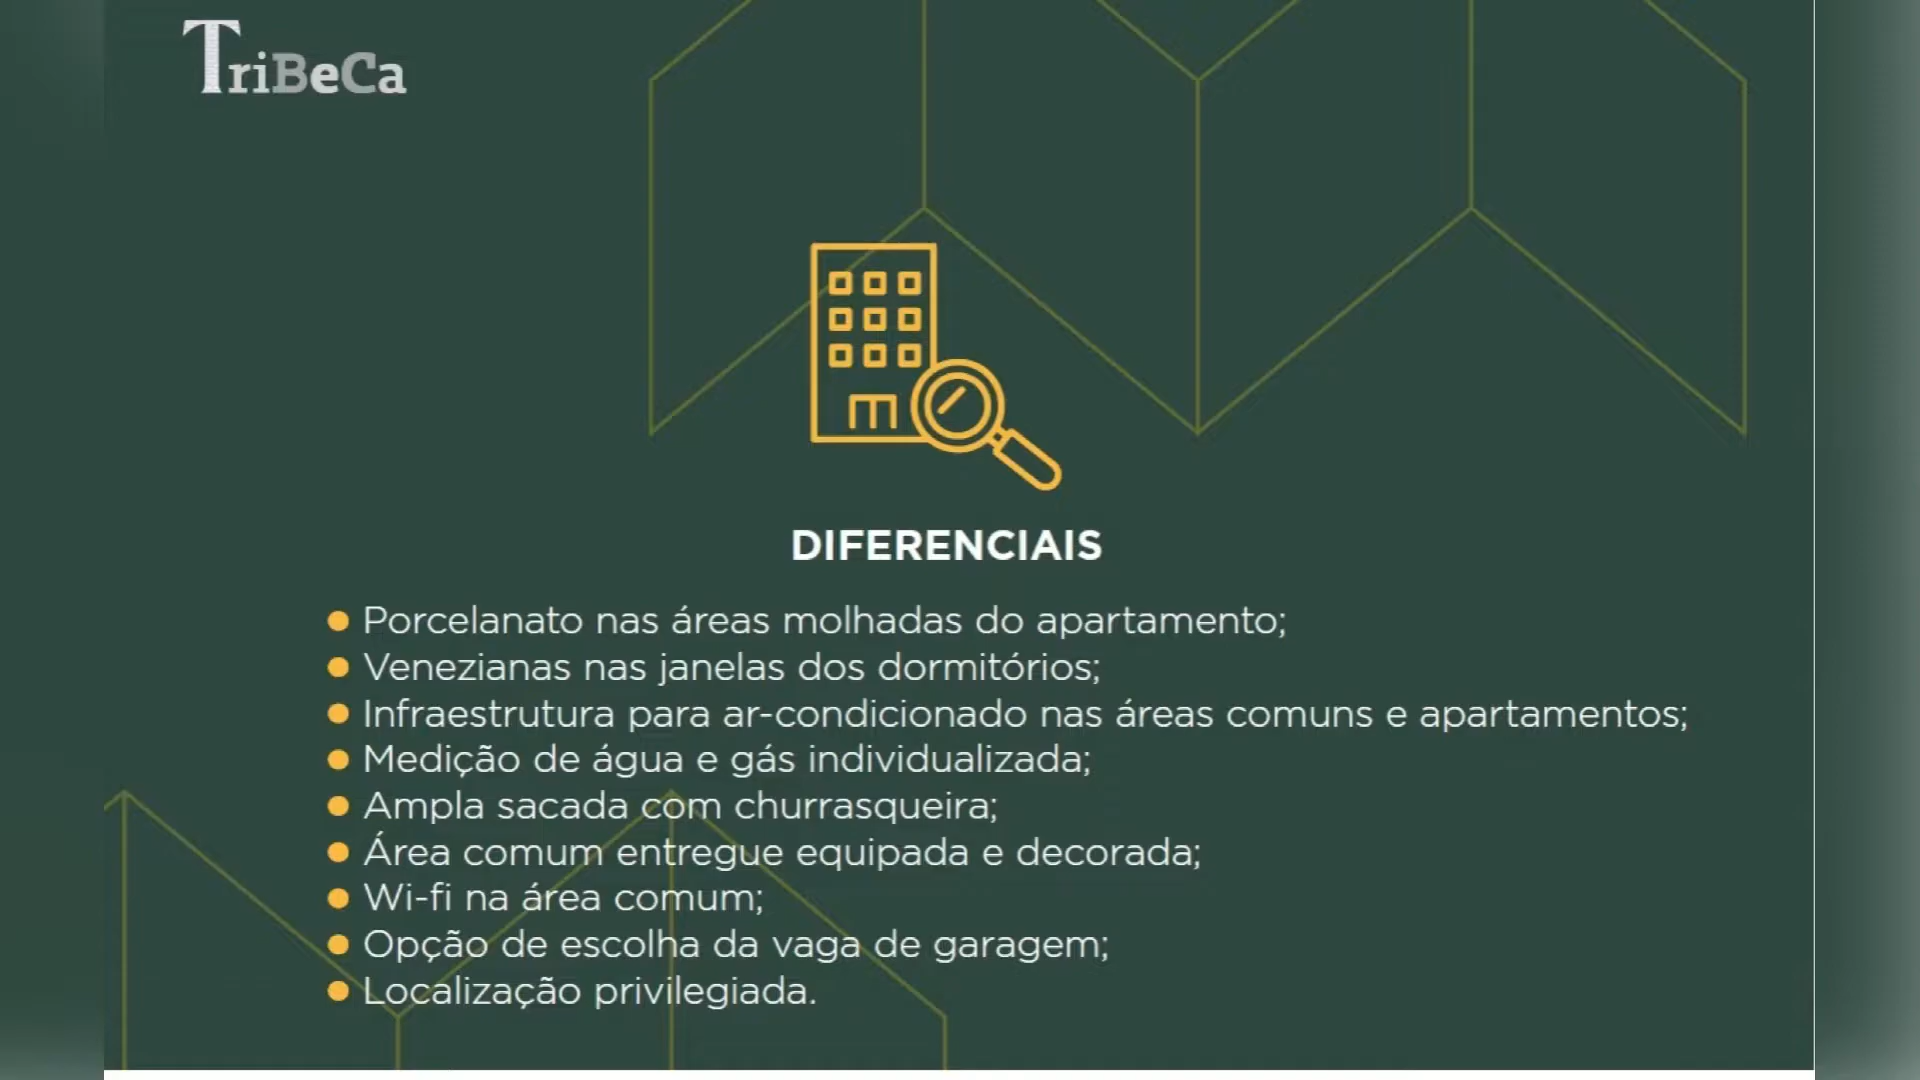 TriBeCa
DIFERENCIAIS
Porcelanato nas áreas molhadas do apartamento;
Venezianas nas janelas dos dormitórios;
Infraestrutura para ar-condicionado nas áreas comuns e apartamentos;
Medição de água e gás individualizada;
Ampla sacada com churrasqueira;
Área comum entregue equipada e decorada;
Wi-fi na área comum;
Opção de escolha da vaga de garagem;
Localização privilegiada.